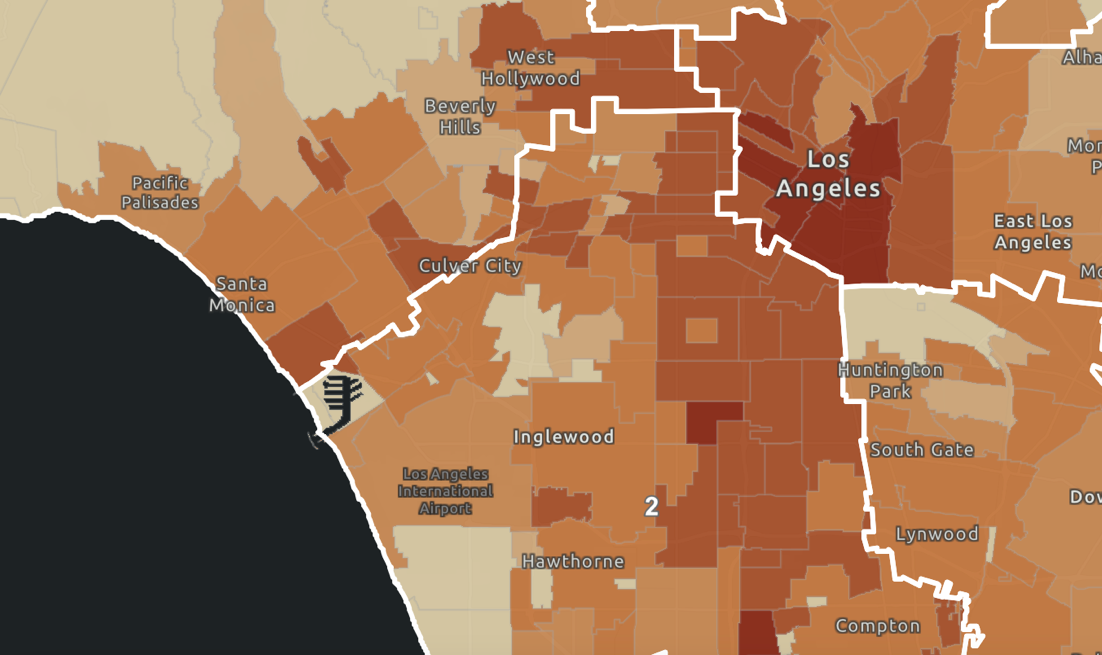 West
Hollywood
Beverly
Hills
Los
Angeles
Pacific
Palisades
East Los
Angeles
Culver City
Santa
Monica
Huntington
Park
Inglewood
South Gate
Los Angeles
International
Airport
2
Lynwood
Hawthorne
Compton